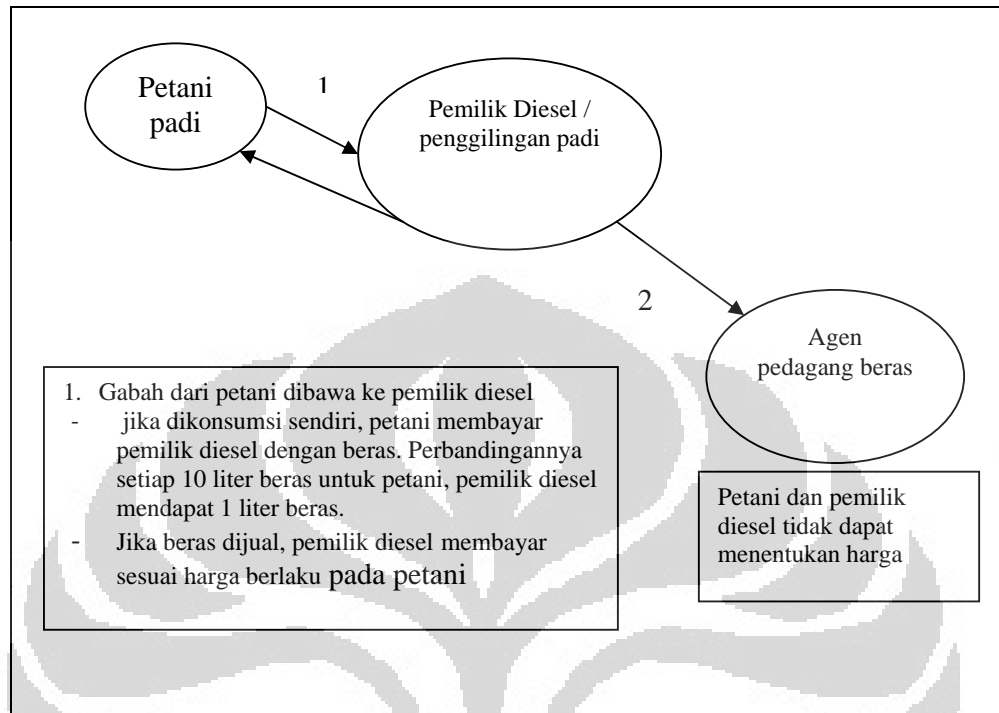 Petani
padi
1
Pemilik Diesel /
penggilingan padi
2
Agen
pedagang beras
1. Gabah dari petani dibawa ke pemilik diesel
- jika dikonsumsi sendiri, petani membayar
pemilik diesel dengan beras. Perbandingannya
setiap 10 liter beras untuk petani, pemilik diesel
mendapat 1 liter beras.
- Jika beras dijual, pemilik diesel membayar
sesuai harga berlaku pada petani
Petani dan pemilik
diesel tidak dapat
menentukan harga